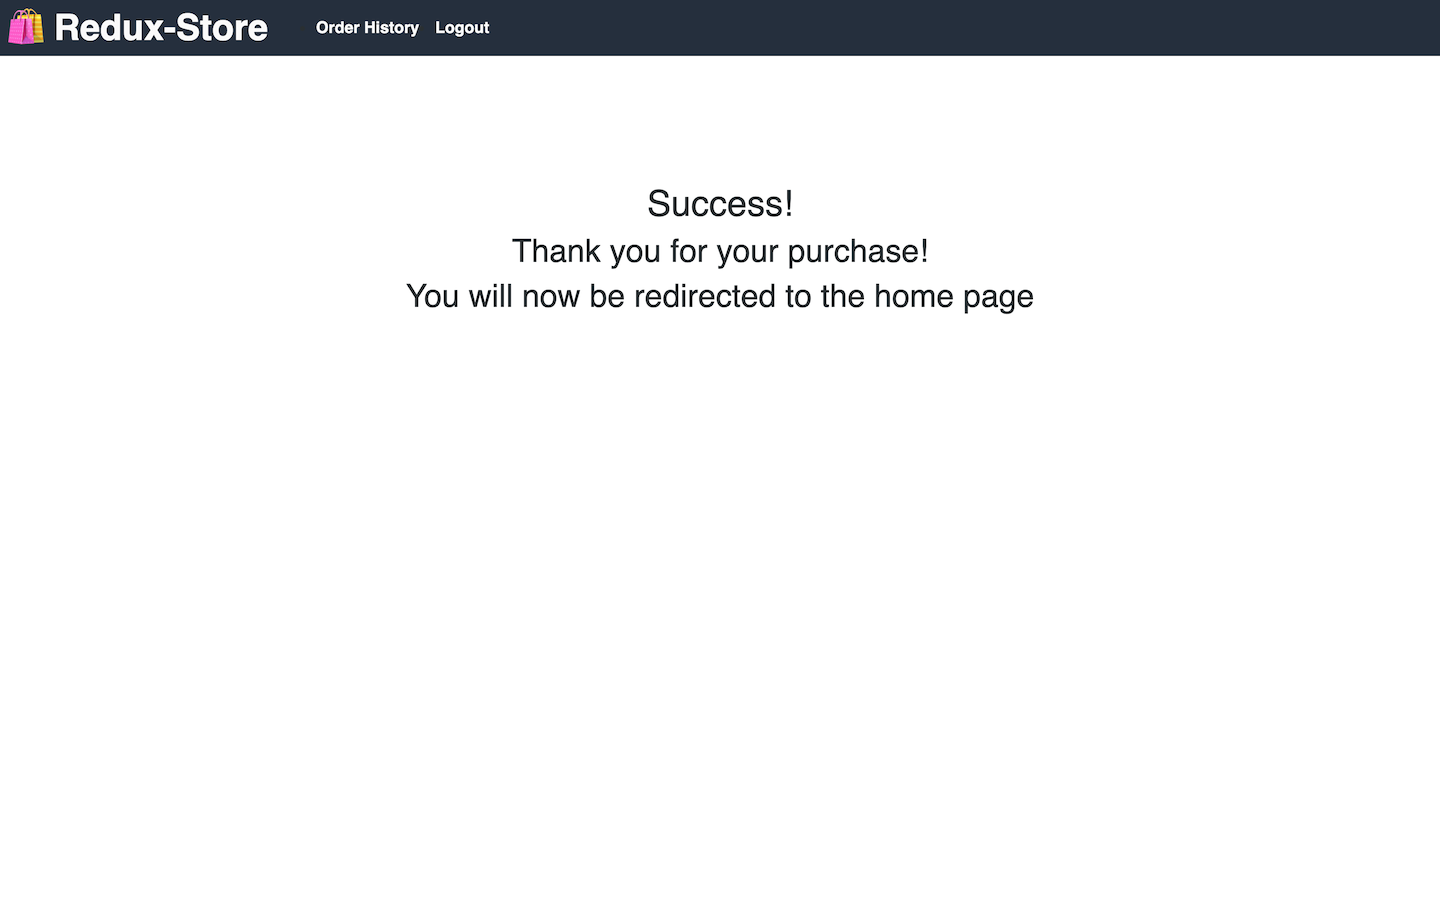 Redux-Store Order History Logout
Success!
Thank you for your purchase!
You will now be redirected to the home page